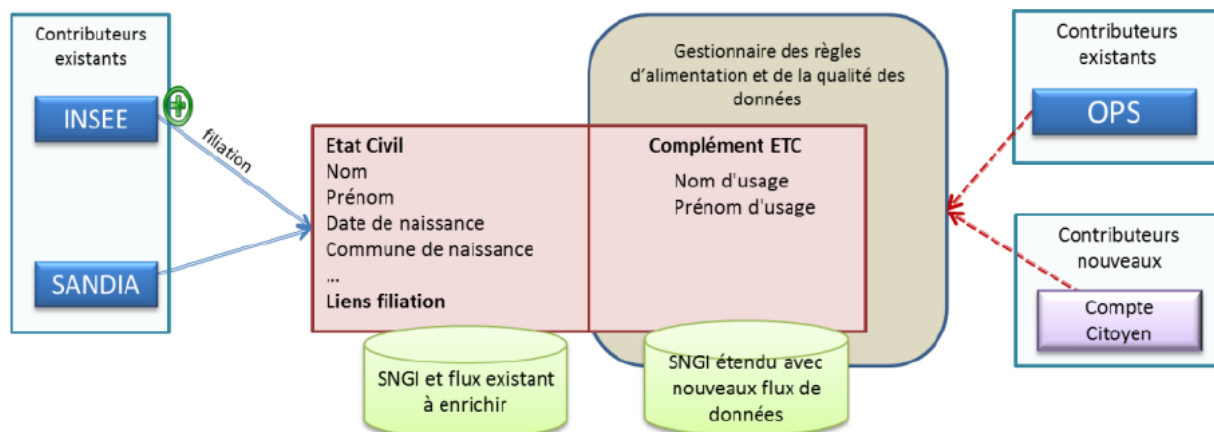 Contributeurs
existants
INSEE
SANDIA
filiation
Etat Civil
Nom
Prénom
Date de naissance
Commune de naissance
...
Liens filiation
Gestionnaire des règles
d'alimentation et de la qualité des
données
Complément ETC
Nom d'usage
Prénom d'usage
SNGI et flux existant
à enrichir
SNGI étendu avec
nouveaux flux de
données
Contributeurs
existants
OPS
Contributeurs
nouveaux
Compte
Citoyen